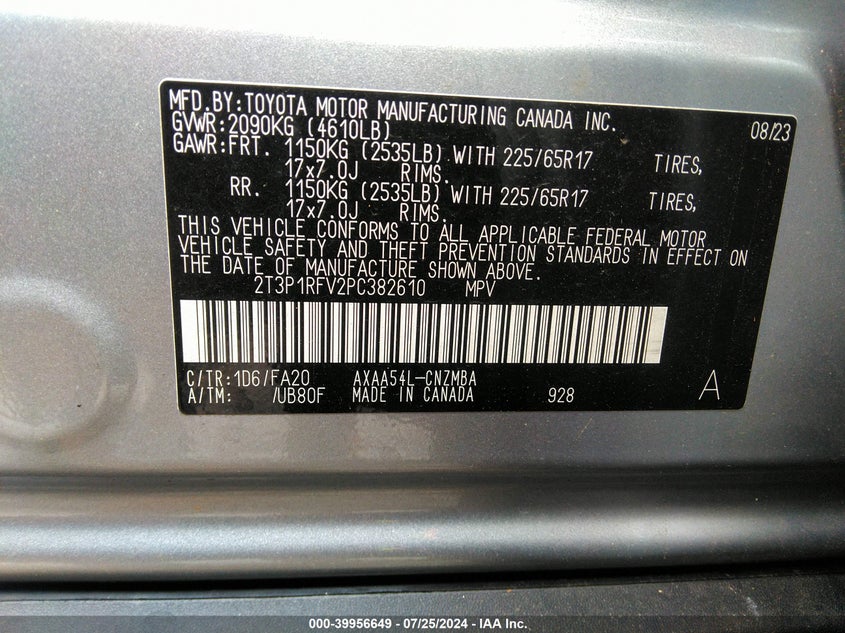 MFD.BY:TOYOTA MOTOR MANUFACTURING CANADA INC. 08/23
GVWR:2090KG (4610LB)
GAWR:FRT. 1150KG (2535LB) WITH 225/65R17 TIRES,
17x7.0J RIMS.
RR. 1150KG (2535LB) WITH 225/65R17 TIRES,
17x7.0J RIMS.
THIS VEHICLE CONFORMS TO ALL APPLICABLE FEDERAL MOTOR
VEHICLE SAFETY AND THEFT PREVENTION STANDARDS IN EFFECT ON
THE DATE OF MANUFACTURE SHOWN ABOVE.
2T3P1RFV2PC382610 MPV
C/TR:1D6/FA20 AXAA54L-CNZMBA
A/TM: /UB80F MADE IN CANADA 928 A
000-39956649 - 07/25/2024 - IAA Inc.